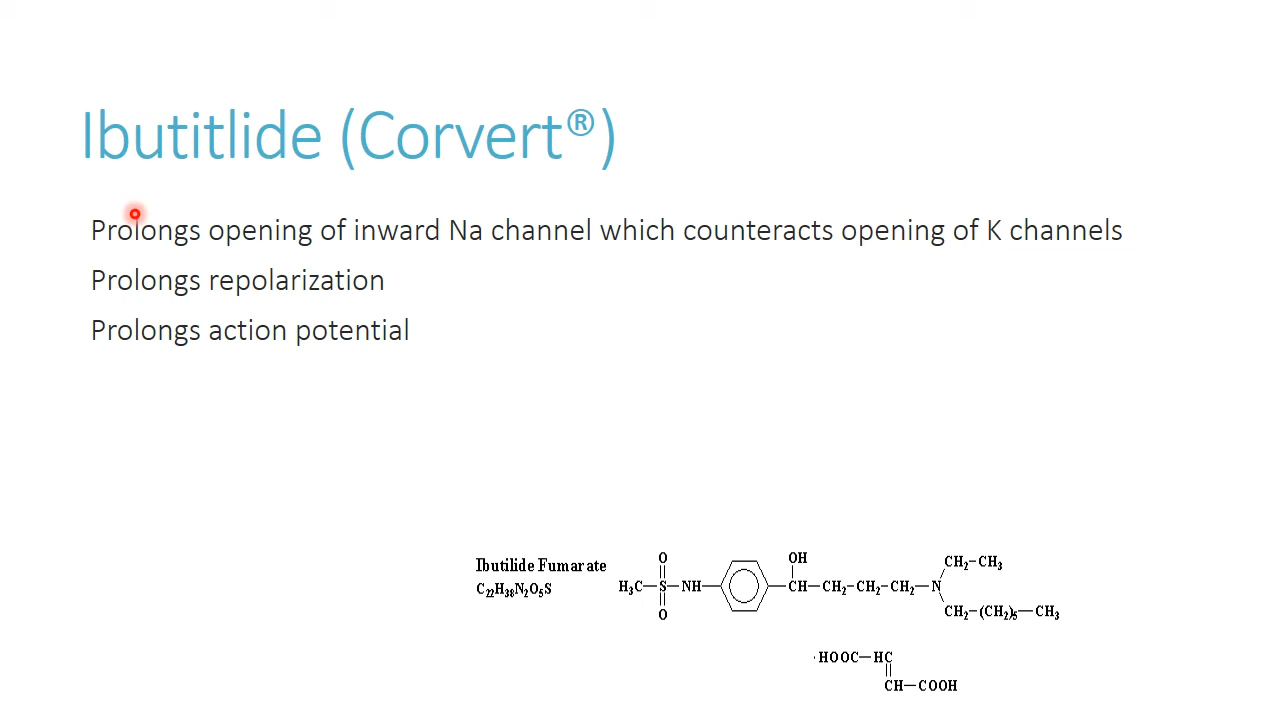 Ibutitlide (Corvert®)
Prolongs opening of inward Na channel which counteracts opening of K channels
Prolongs repolarization
Prolongs action potential
Ibutilide Fumarate
C₂₂H₃₈N₂O₅S
O
H₃C–S–NH
O
OH
CH–CH₂–CH₂–CH₂–N
CH₂–CH₃
CH₂–(CH₂)₅–CH₃
·HOOC–HC
CH–COOH